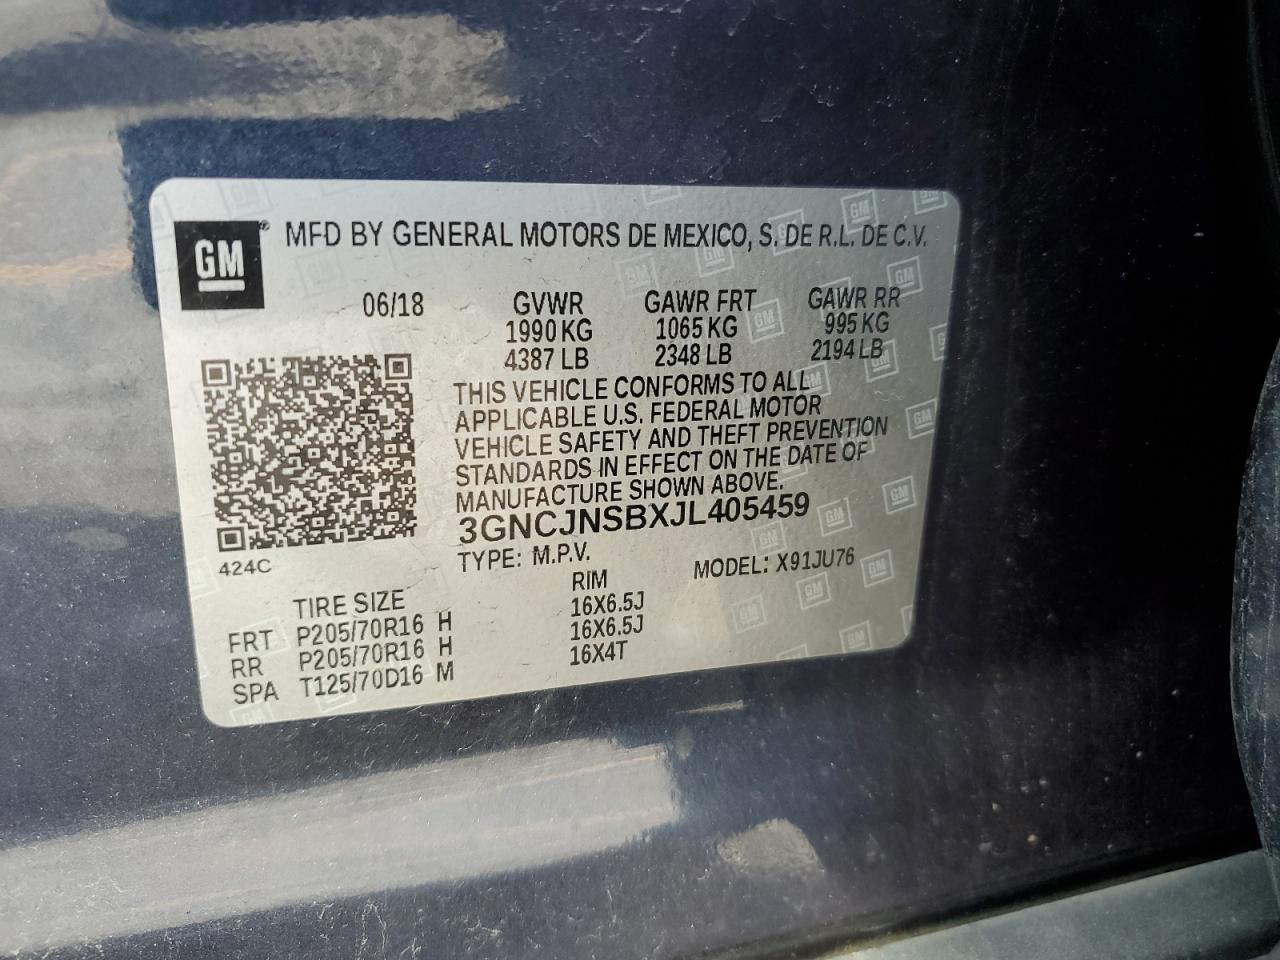 GM® MFD BY GENERAL MOTORS DE MEXICO, S. DE R.L. DE C.V.
06/18 GVWR GAWR FRT GAWR RR
1990 KG 1065 KG 995 KG
4387 LB 2348 LB 2194 LB
THIS VEHICLE CONFORMS TO ALL
APPLICABLE U.S. FEDERAL MOTOR
VEHICLE SAFETY AND THEFT PREVENTION
STANDARDS IN EFFECT ON THE DATE OF
MANUFACTURE SHOWN ABOVE.
3GNCJNSBXJL405459
424C
TYPE: M.P.V. MODEL: X91JU76
TIRE SIZE RIM
FRT P205/70R16 H 16X6.5J
RR P205/70R16 H 16X6.5J
SPA T125/70D16 M 16X4T